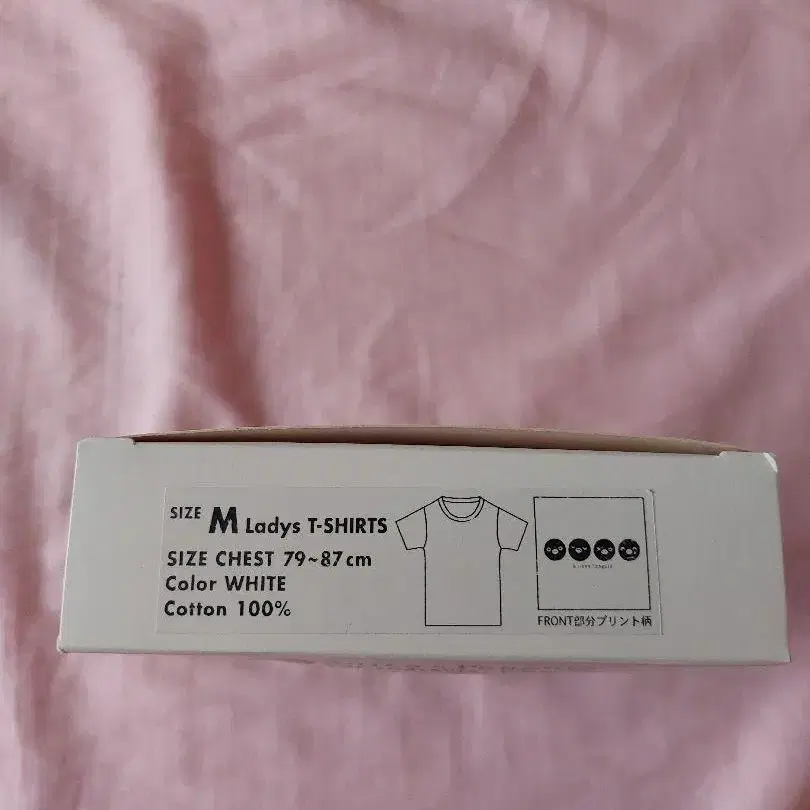 SIZE M Ladys T-SHIRTS
SIZE CHEST 79~87cm
Color WHITE
Cotton 100%
FRONT部分プリント柄